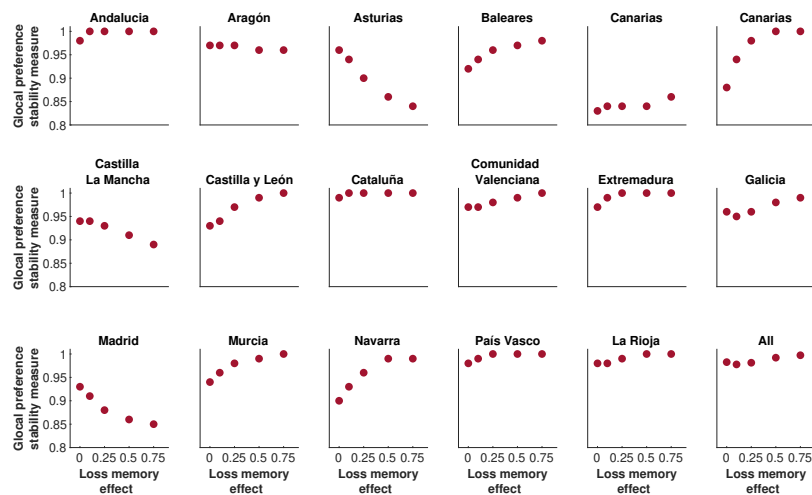 Andalucia Aragón Asturias Baleares Canarias Canarias
Glocal preference
stability measure
1
0.95
0.9
0.85
0.8
Castilla
La Mancha Castilla y León Cataluña Comunidad
Valenciana Extremadura Galicia
Glocal preference
stability measure
1
0.95
0.9
0.85
0.8
Madrid Murcia Navarra País Vasco La Rioja All
Glocal preference
stability measure
1
0.95
0.9
0.85
0.8
0 0.25 0.5 0.75 0 0.25 0.5 0.75 0 0.25 0.5 0.75 0 0.25 0.5 0.75 0 0.25 0.5 0.75 0 0.25 0.5 0.75
Loss memory Loss memory Loss memory Loss memory Loss memory Loss memory
effect effect effect effect effect effect